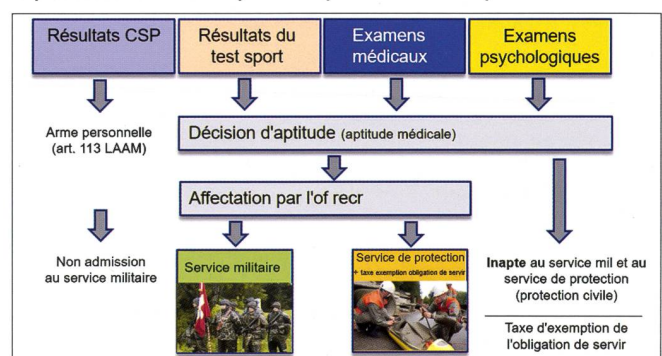 Résultats CSP
Résultats du
test sport
Examens
médicaux
Examens
psychologiques
Arme personnelle
(art. 113 LAAM)
Décision d'aptitude (aptitude médicale)
Affectation par l'of recr
Non admission
au service militaire
Service militaire
Service de protection
+ taxe exemption obligation de servir
Inapte au service mil et au
service de protection
(protection civile)
Taxe d'exemption de
l'obligation de servir